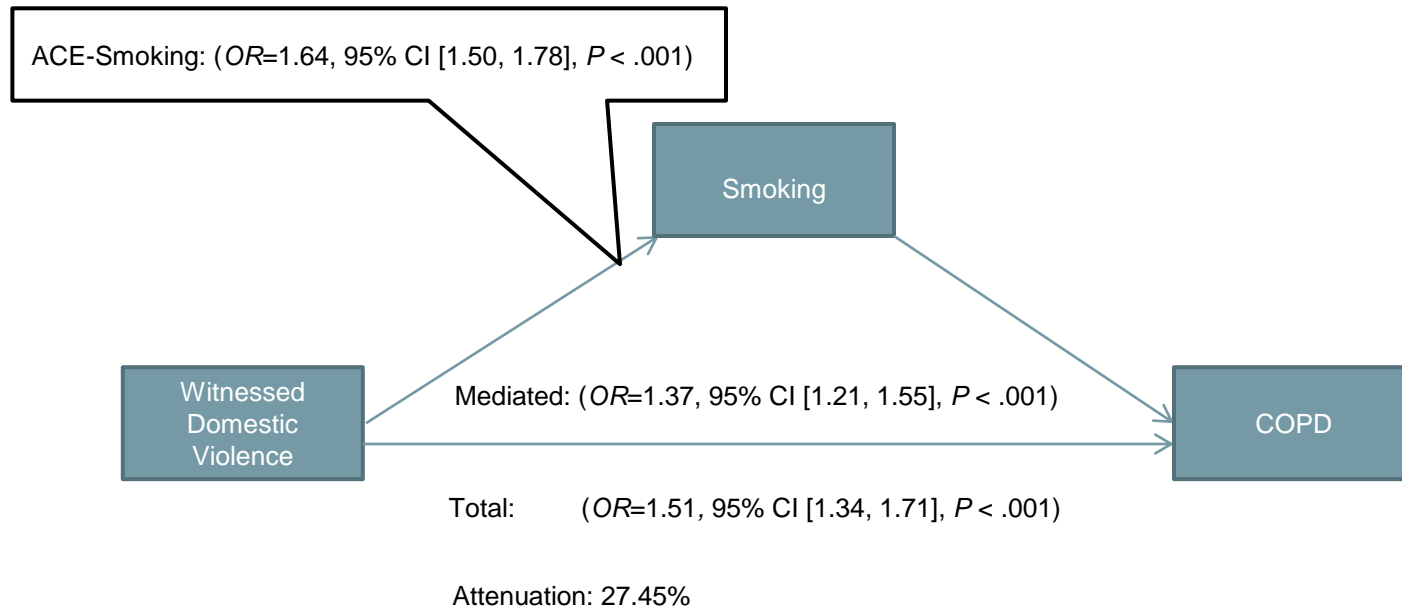 ACE-Smoking: (OR=1.64, 95% CI [1.50, 1.78], P < .001)
Smoking
Witnessed
Domestic
Violence
Mediated: (OR=1.37, 95% CI [1.21, 1.55], P < .001)
COPD
Total: (OR=1.51, 95% CI [1.34, 1.71], P < .001)
Attenuation: 27.45%